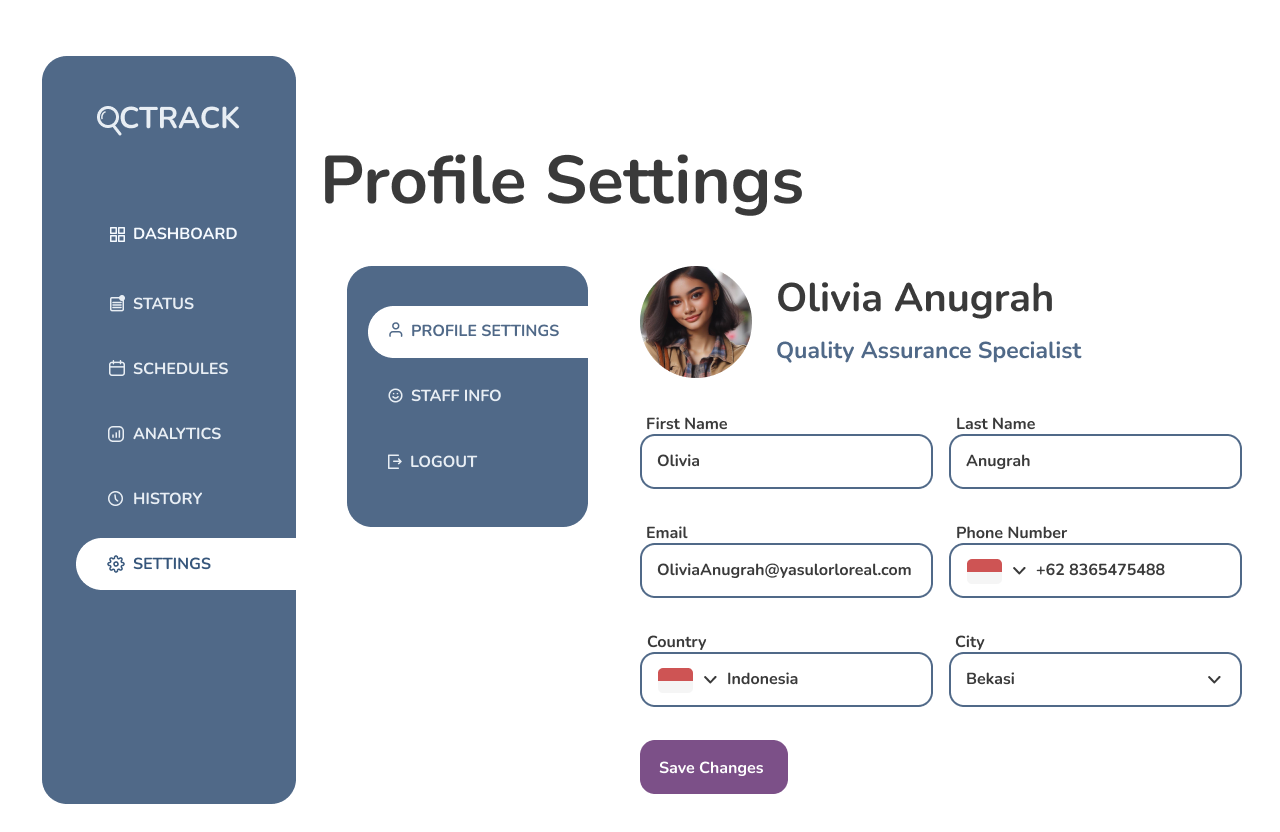 QCTRACK
DASHBOARD
STATUS
SCHEDULES
ANALYTICS
HISTORY
SETTINGS
Profile Settings
PROFILE SETTINGS
STAFF INFO
LOGOUT
Olivia Anugrah
Quality Assurance Specialist
First Name
Olivia
Last Name
Anugrah
Email
OliviaAnugrah@yasulorloreal.com
Phone Number
+62 8365475488
Country
Indonesia
City
Bekasi
Save Changes